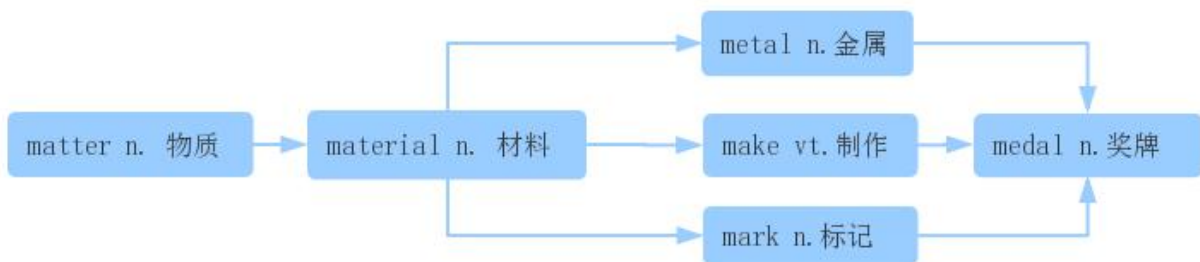 metal n.金属
matter n. 物质
material n. 材料
make vt.制作
medal n.奖牌
mark n.标记